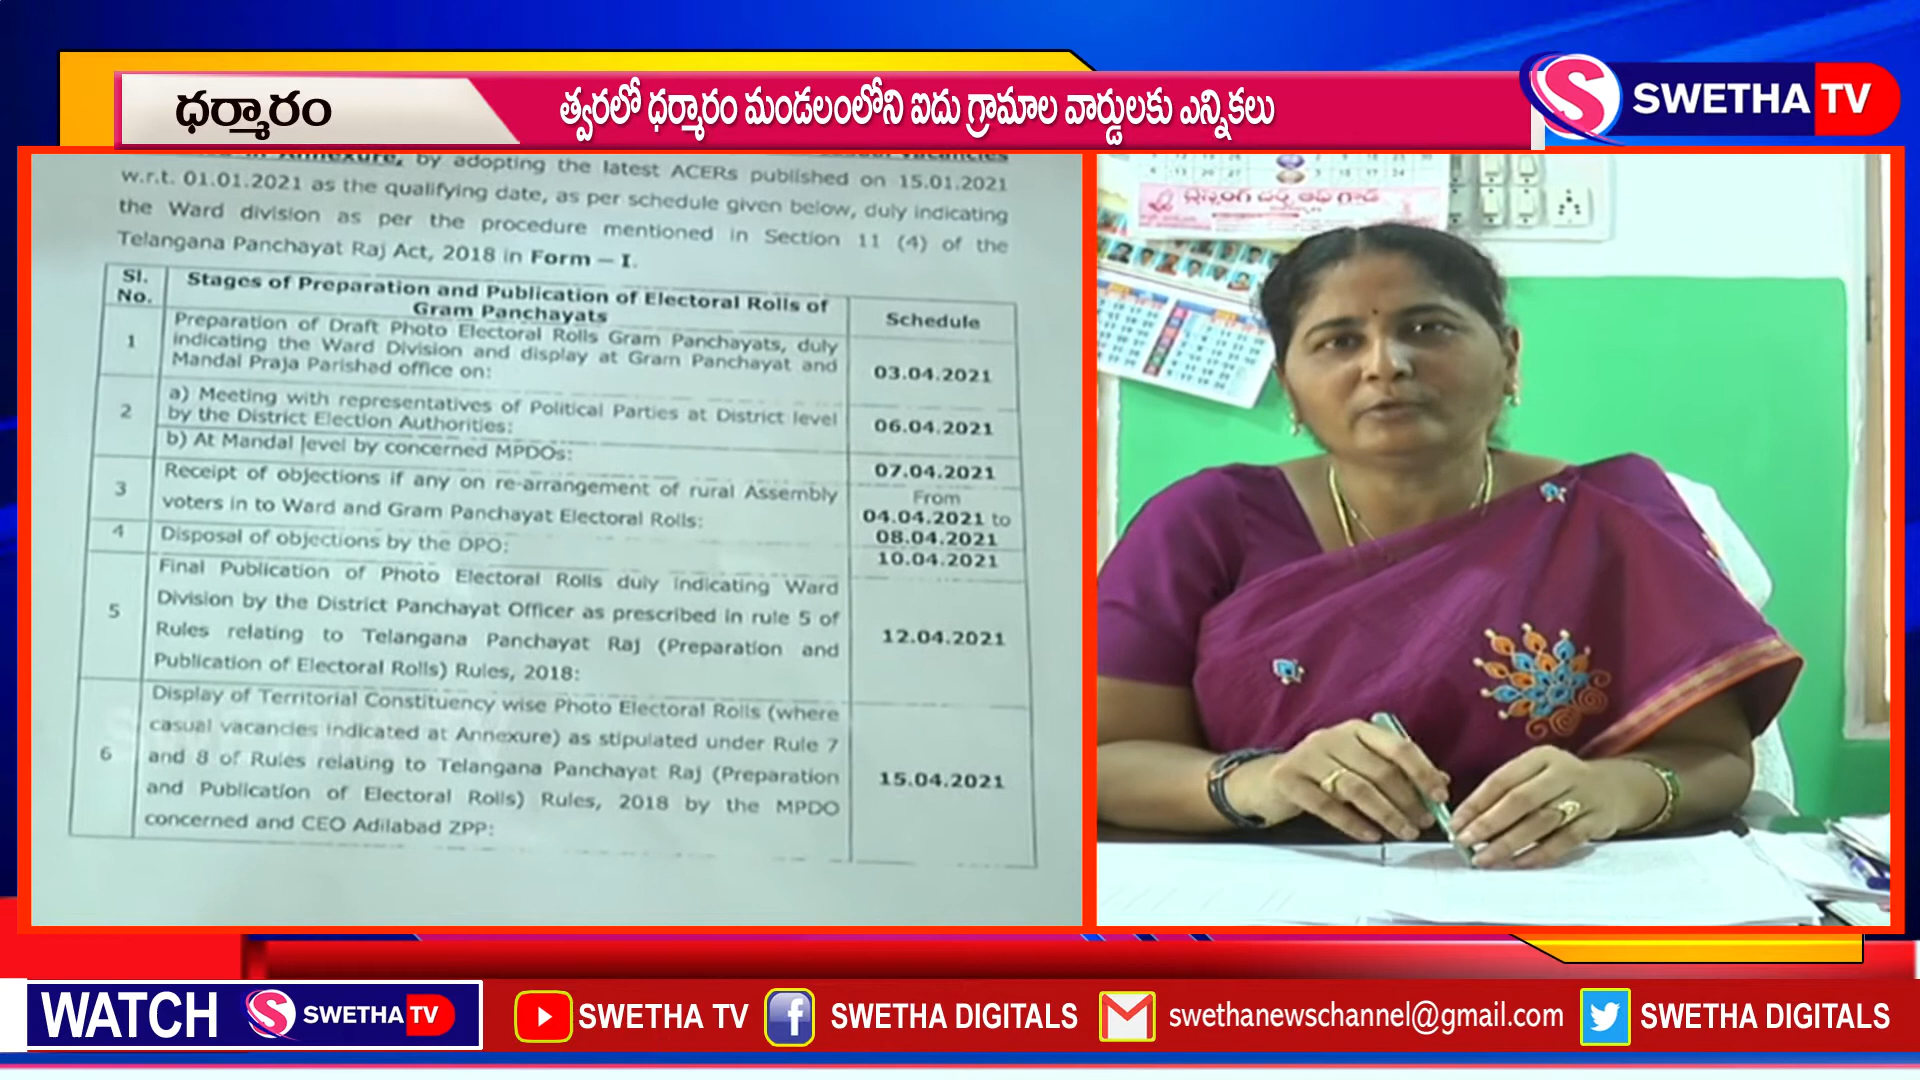 ధర్మారం
త్వరలో ధర్మారం మండలంలోని ఐదు గ్రామాల వార్డులకు ఎన్నికలు
S SWETHA TV
Annexure, by adopting the latest ACERs published on 15.01.2021
w.r.t. 01.01.2021 as the qualifying date, as per schedule given below, duly indicating
the Ward division as per the procedure mentioned in Section 11 (4) of the
Telangana Panchayat Raj Act, 2018 in Form – I.
Sl. No.
Stages of Preparation and Publication of Electoral Rolls of
Gram Panchayats
Schedule
1
Preparation of Draft Photo Electoral Rolls Gram Panchayats, duly
indicating the Ward Division and display at Gram Panchayat and
Mandal Praja Parishad office on:
03.04.2021
2
a) Meeting with representatives of Political Parties at District level
by the District Election Authorities:
06.04.2021
b) At Mandal level by concerned MPDOs:
07.04.2021
3
Receipt of objections if any on re-arrangement of rural Assembly
voters in to Ward and Gram Panchayat Electoral Rolls:
From
04.04.2021 to
08.04.2021
4
Disposal of objections by the DPO:
10.04.2021
5
Final Publication of Photo Electoral Rolls duly indicating Ward
Division by the District Panchayat Officer as prescribed in rule 5 of
Rules relating to Telangana Panchayat Raj (Preparation and
Publication of Electoral Rolls) Rules, 2018:
12.04.2021
6
Display of Territorial Constituency wise Photo Electoral Rolls (where
casual vacancies indicated at Annexure) as stipulated under Rule 7
and 8 of Rules relating to Telangana Panchayat Raj (Preparation
and Publication of Electoral Rolls) Rules, 2018 by the MPDO
concerned and CEO Adilabad ZPP:
15.04.2021
WATCH S SWETHA TV
SWETHA TV
f SWETHA DIGITALS
swethanewschannel@gmail.com
SWETHA DIGITALS